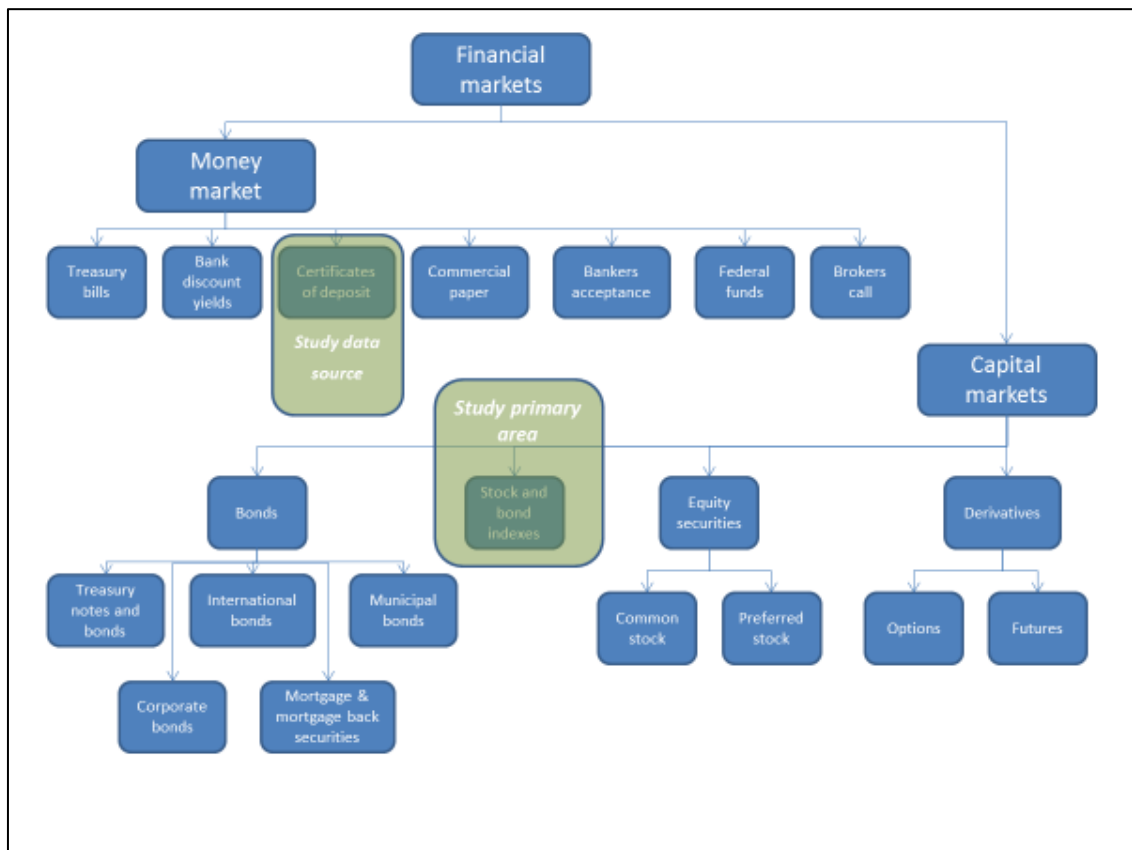 Financial
markets
Money
market
Treasury
bills
Bank
discount
yields
Certificates
of deposit
Commercial
paper
Bankers
acceptance
Federal
funds
Brokers
call
Study data
source
Capital
markets
Study primary
area
Bonds
Stock and
bond
indexes
Equity
securities
Derivatives
Treasury
notes and
bonds
International
bonds
Municipal
bonds
Common
stock
Preferred
stock
Options
Futures
Corporate
bonds
Mortgage &
mortgage back
securities